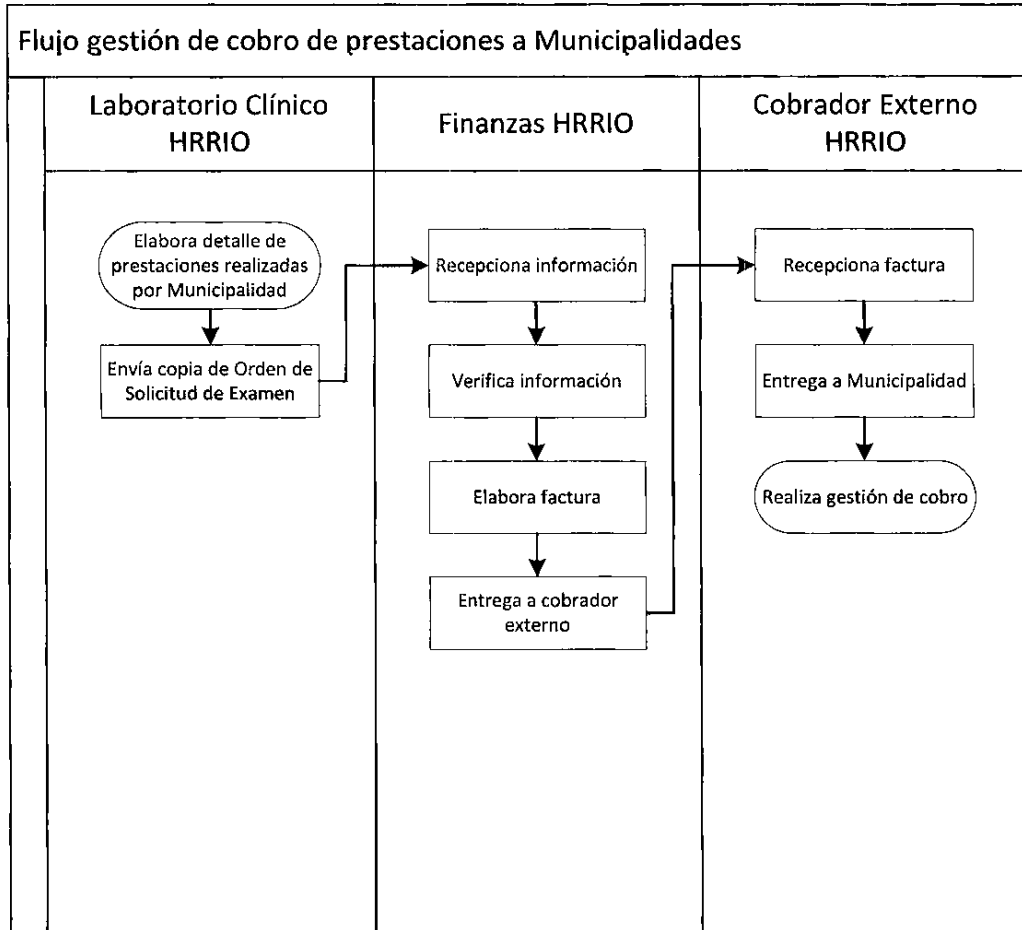 Flujo gestión de cobro de prestaciones a Municipalidades
Laboratorio Clínico
HRRIO
Finanzas HRRIO
Cobrador Externo
HRRIO
Elabora detalle de
prestaciones realizadas
por Municipalidad
Envía copia de Orden de
Solicitud de Examen
Recepciona información
Verifica información
Elabora factura
Entrega a cobrador
externo
Recepciona factura
Entrega a Municipalidad
Realiza gestión de cobro